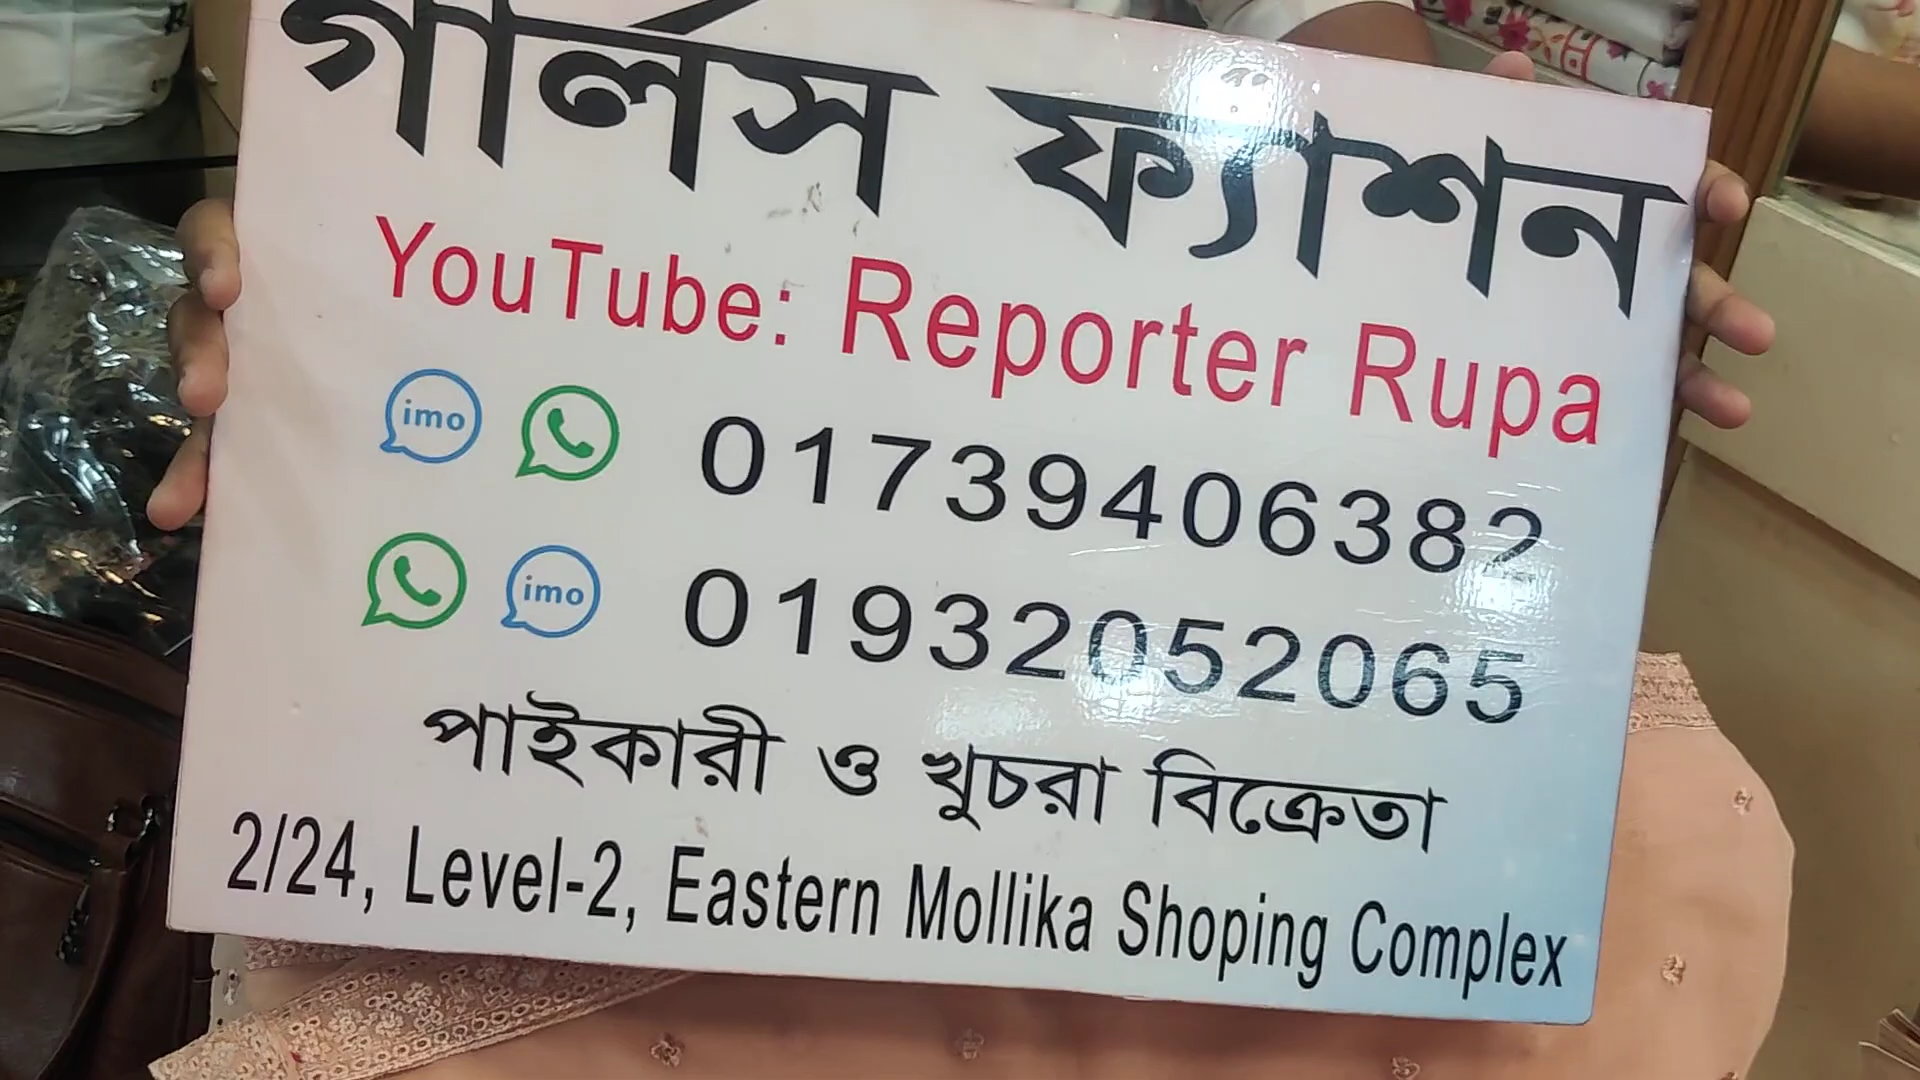 গার্লস ফ্যাশন
YouTube: Reporter Rupa
imo 01739406382
imo 01932052065
পাইকারী ও খুচরা বিক্রেতা
2/24, Level-2, Eastern Mollika Shoping Complex